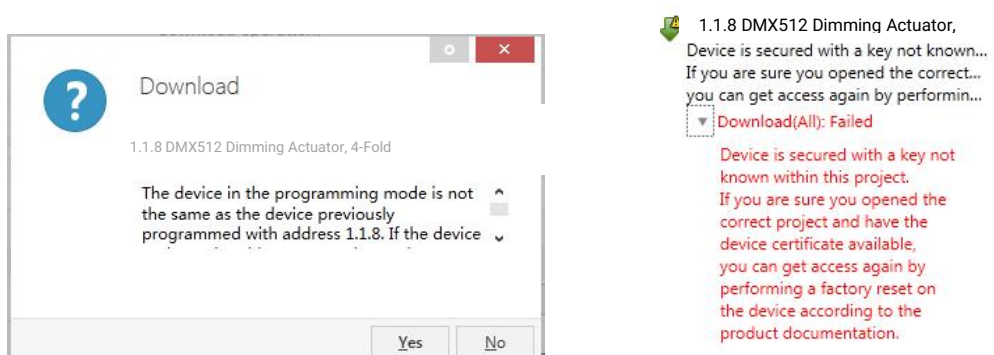 Download
1.1.8 DMX512 Dimming Actuator, 4-Fold
The device in the programming mode is not
the same as the device previously
programmed with address 1.1.8. If the device
Yes
No
1.1.8 DMX512 Dimming Actuator,
Device is secured with a key not known...
If you are sure you opened the correct...
you can get access again by performin...
Download(All): Failed
Device is secured with a key not
known within this project.
If you are sure you opened the
correct project and have the
device certificate available,
you can get access again by
performing a factory reset on
the device according to the
product documentation.